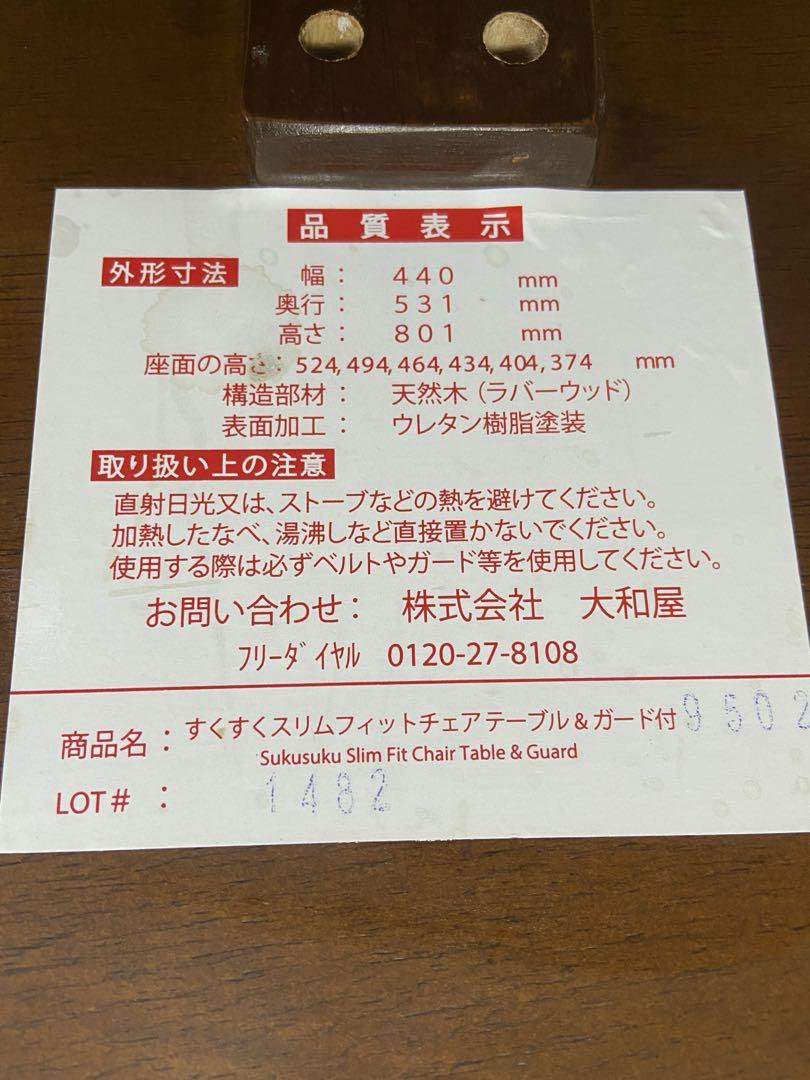 品質表示
外形寸法 幅： 440 mm
奥行： 531 mm
高さ： 801 mm
座面の高さ： 524, 494, 464, 434, 404, 374 mm
構造部材： 天然木（ラバーウッド）
表面加工： ウレタン樹脂塗装
取り扱い上の注意
直射日光又は、ストーブなどの熱を避けてください。
加熱したなべ、湯沸しなど直接置かないでください。
使用する際は必ずベルトやガード等を使用してください。
お問い合わせ： 株式会社 大和屋
フリーダイヤル 0120-27-8108
商品名：すくすくスリムフィットチェアテーブル＆ガード付 9502
Sukusuku Slim Fit Chair Table & Guard
LOT# ： 1482